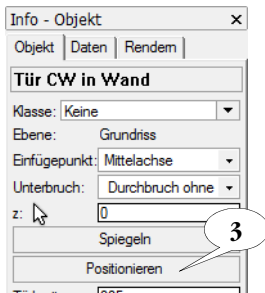 Info - Objekt x
Objekt Daten Rendern
Tür CW in Wand
Klasse: Keine
Ebene: Grundriss
Einfügepunkt: Mittelachse
Unterbruch: Durchbruch ohne
z: 0
Spiegeln
3
Positionieren